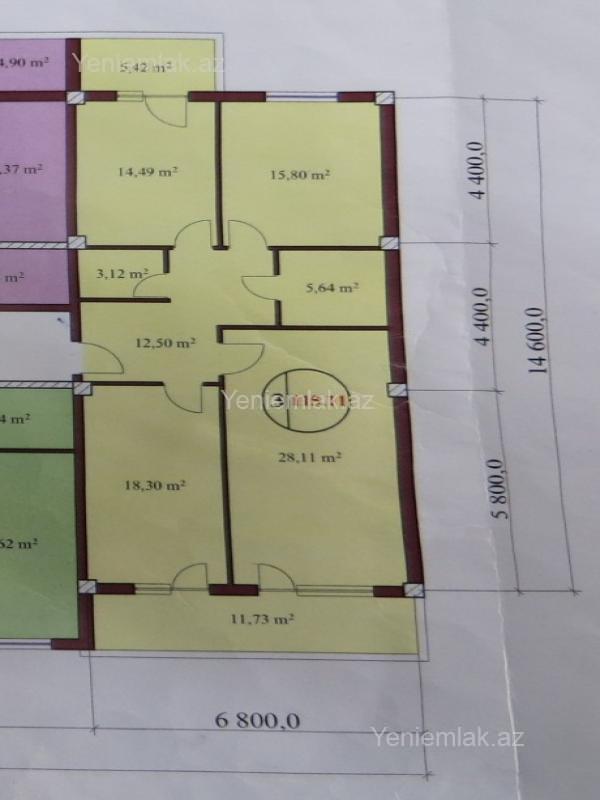 4,90 m²
Yeniemlak.az
5,42 m²
,37 m²
14,49 m²
15,80 m²
4 400,0
m²
3,12 m²
5,64 m²
4 400,0
14 600,0
12,50 m²
Yeniemlak.az
4 m²
28,11 m²
18,30 m²
5 800,0
62 m²
11,73 m²
6 800,0
Yeniemlak.az